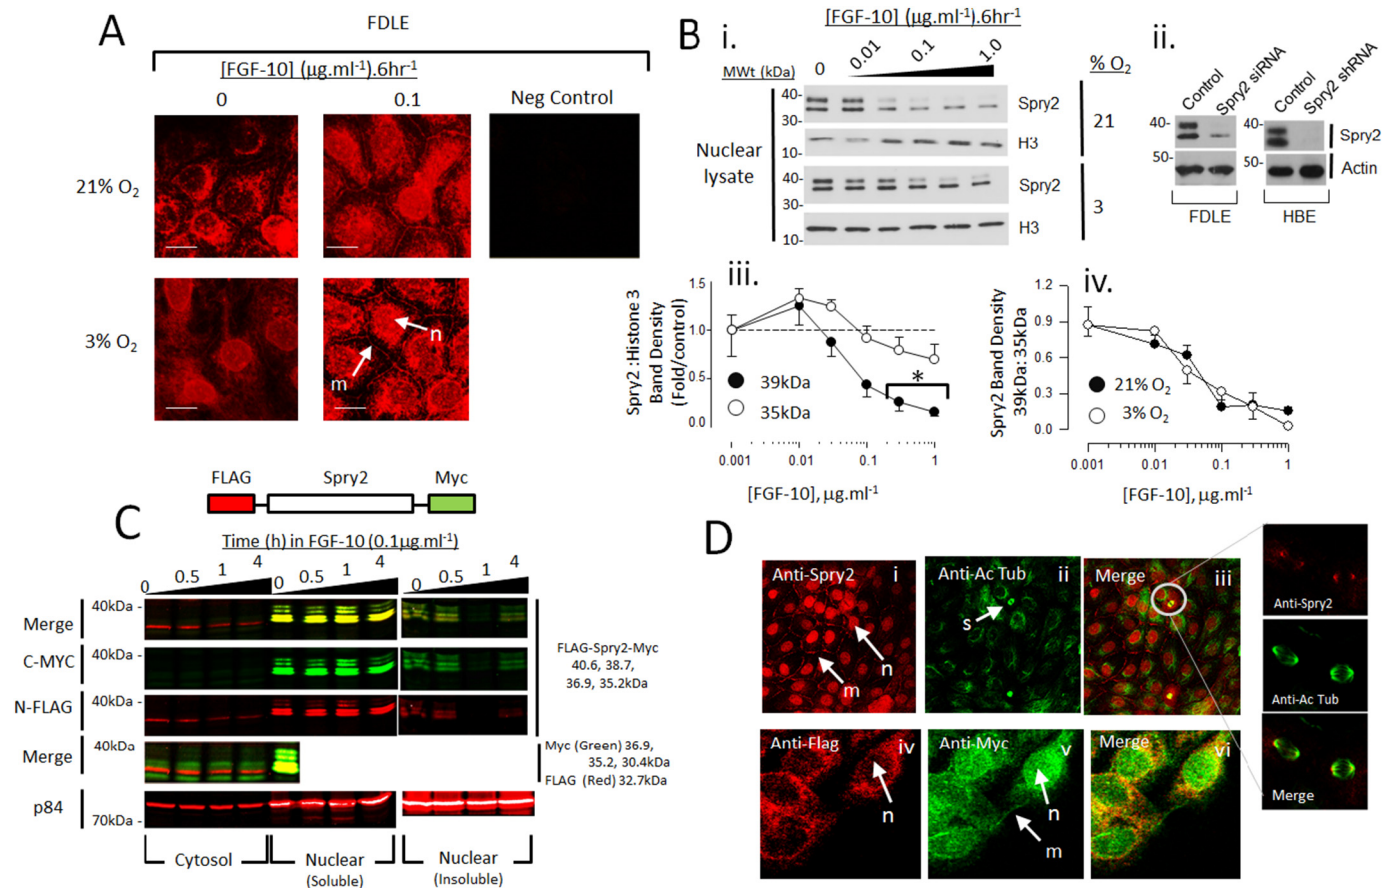 A
FDLE
[FGF-10] (µg.ml-1).6hr-1
0
0.1
Neg Control
21% O2
3% O2
n
m
B
i.
[FGF-10] (µg.ml-1).6hr-1
MWt (kDa)
0
0.01
0.1
1.0
% O2
Nuclear
lysate
40-
30-
Spry2
10-
H3
21
40-
30-
Spry2
10-
H3
3
ii.
Control
Spry2 siRNA
Control
Spry2 shRNA
40-
40-
Spry2
50-
50-
Actin
FDLE
HBE
iii.
Spry2 :Histone 3
Band Density
(Fold/control)
1.5
1.0
0.5
0.0
*
39kDa
35kDa
0.001
0.01
0.1
1
[FGF-10], µg.ml-1
iv.
Spry2 Band Density
39kDa:35kDa
1.2
0.9
0.6
0.3
0.0
21% O2
3% O2
0.001
0.01
0.1
1
[FGF-10], µg.ml-1
FLAG
Spry2
Myc
C
Time (h) in FGF-10 (0.1µg.ml-1)
0 0.5 1 4 0 0.5 1 4 0 0.5 1 4
Merge
40kDa -
C-MYC
40kDa -
N-FLAG
40kDa -
FLAG-Spry2-Myc
40.6, 38.7,
36.9, 35.2kDa
Merge
40kDa
Myc (Green) 36.9,
35.2, 30.4kDa
FLAG (Red) 32.7kDa
p84
70kDa -
Cytosol
Nuclear
(Soluble)
Nuclear
(Insoluble)
D
Anti-Spry2
i
n
m
Anti-Ac Tub
ii
s
Merge
iii
Anti-Flag
iv
n
Anti-Myc
v
n
m
Merge
vi
Anti-Spry2
Anti-Ac Tub
Merge